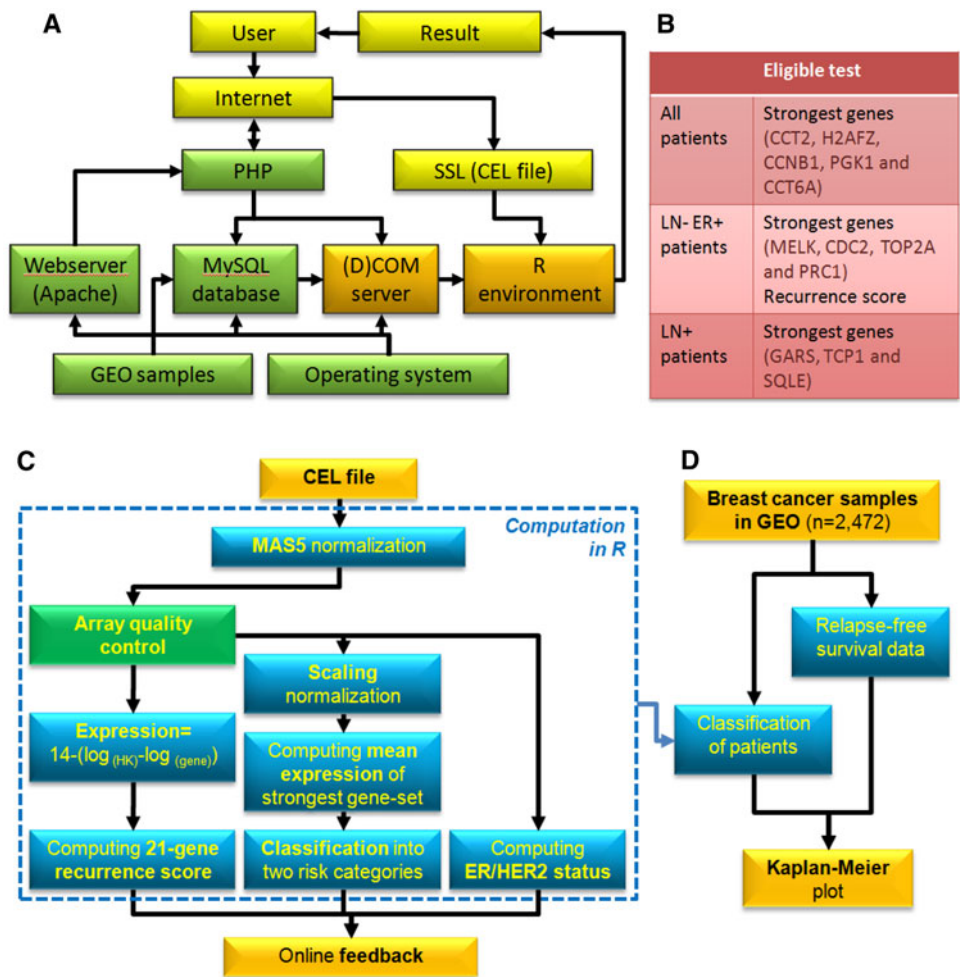 A
User
Result
Internet
PHP
SSL (CEL file)
Webserver
(Apache)
MySQL
database
(D)COM
server
R
environment
GEO samples
Operating system
B
Eligible test
All
patients
Strongest genes
(CCT2, H2AFZ,
CCNB1, PGK1 and
CCT6A)
LN- ER+
patients
Strongest genes
(MELK, CDC2, TOP2A
and PRC1)
Recurrence score
LN+
patients
Strongest genes
(GARS, TCP1 and
SQLE)
C
CEL file
Computation
in R
MAS5 normalization
Array quality
control
Scaling
normalization
Expression=
14-(log (HK)-log (gene))
Computing mean
expression of
strongest gene-set
Computing 21-gene
recurrence score
Classification into
two risk categories
Computing
ER/HER2 status
Online feedback
D
Breast cancer samples
in GEO (n=2,472)
Relapse-free
survival data
Classification
of patients
Kaplan-Meier
plot